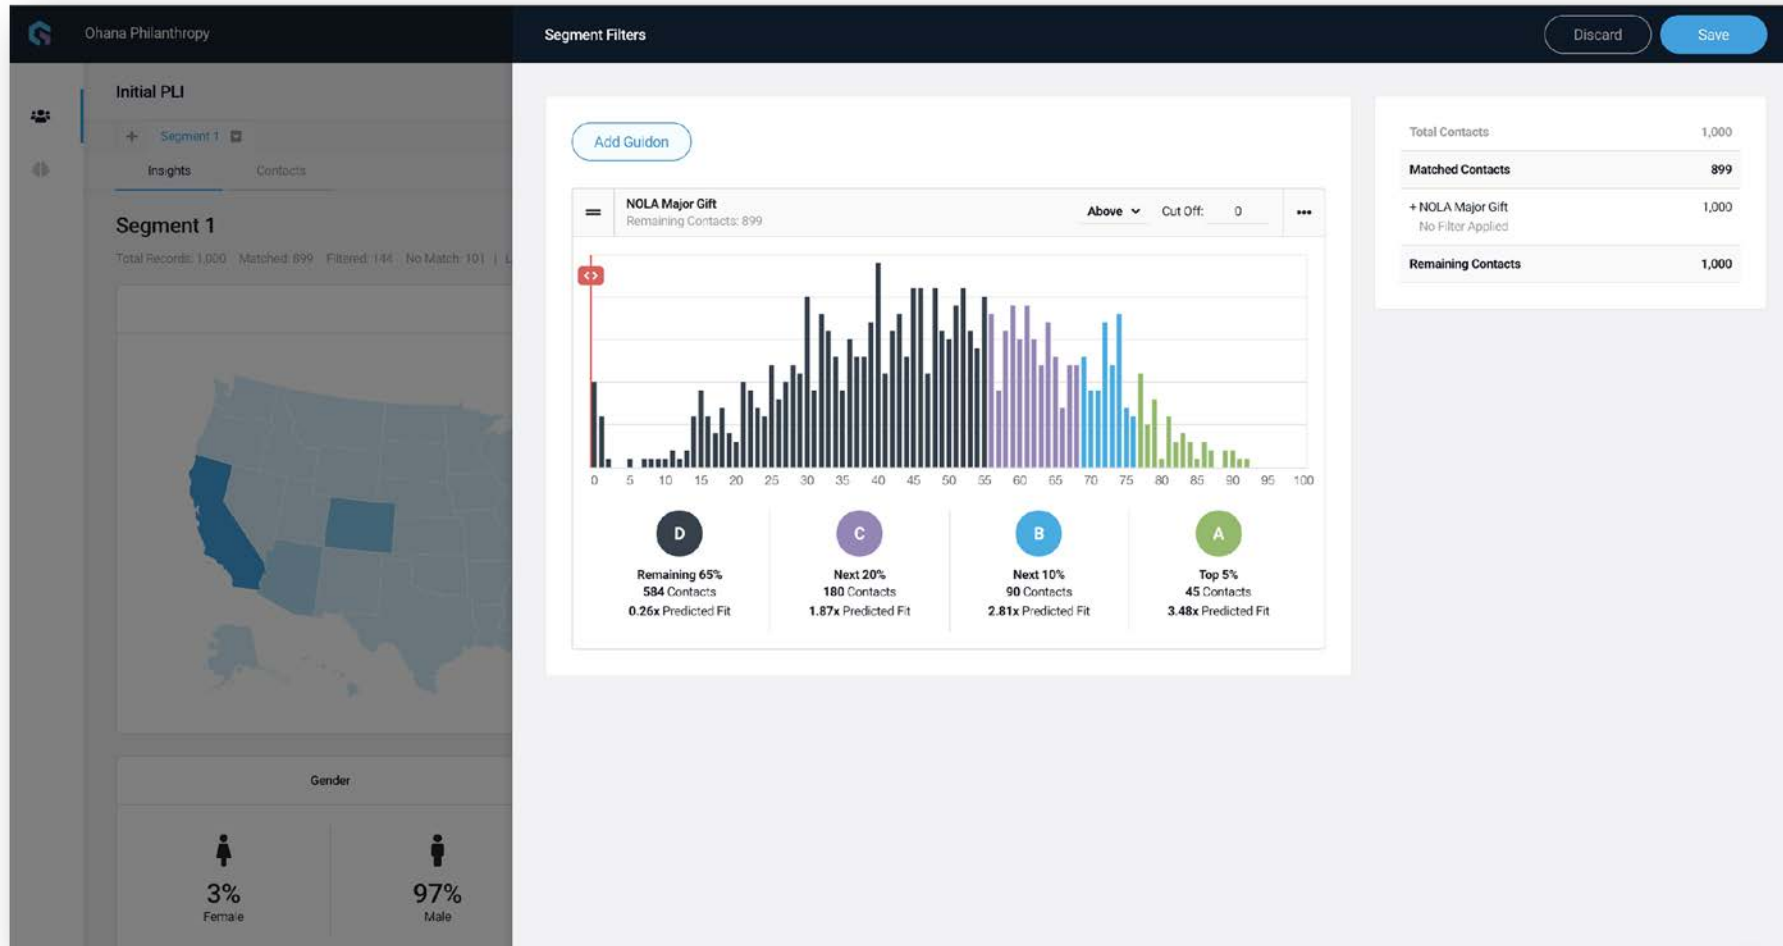 Ohana Philanthropy
Segment Filters
Discard
Save
Initial PLI
+ Segment 1
Insights
Contacts
Segment 1
Total Records: 1,000 Matched: 899 Filtered: 144 No Match: 101 | L
Gender
3%
Female
97%
Male
Add Guidon
NOLA Major Gift
Remaining Contacts: 899
Above
Cut Off: 0
0 5 10 15 20 25 30 35 40 45 50 55 60 65 70 75 80 85 90 95 100
D
Remaining 65%
584 Contacts
0.26x Predicted Fit
C
Next 20%
180 Contacts
1.87x Predicted Fit
B
Next 10%
90 Contacts
2.81x Predicted Fit
A
Top 5%
45 Contacts
3.48x Predicted Fit
Total Contacts 1,000
Matched Contacts 899
+ NOLA Major Gift 1,000
No Filter Applied
Remaining Contacts 1,000